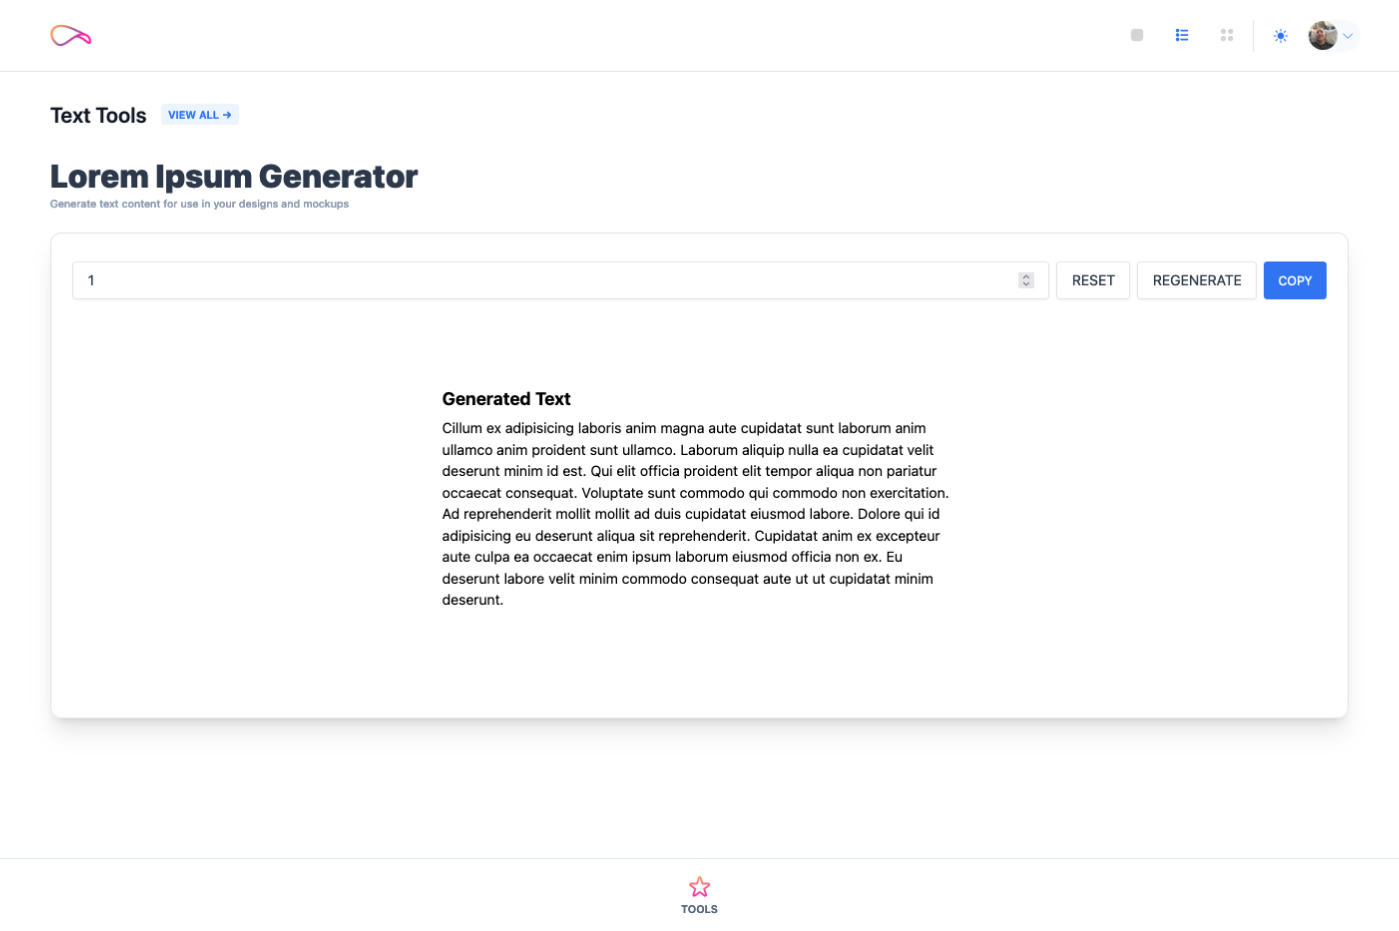 Text Tools
VIEW ALL →
Lorem Ipsum Generator
Generate text content for use in your designs and mockups
1
RESET
REGENERATE
COPY
Generated Text
Cillum ex adipisicing laboris anim magna aute cupidatat sunt laborum anim
ullamco anim proident sunt ullamco. Laborum aliquip nulla ea cupidatat velit
deserunt minim id est. Qui elit officia proident elit tempor aliqua non pariatur
occaecat consequat. Voluptate sunt commodo qui commodo non exercitation.
Ad reprehenderit mollit mollit ad duis cupidatat eiusmod labore. Dolore qui id
adipisicing eu deserunt aliqua sit reprehenderit. Cupidatat anim ex excepteur
aute culpa ea occaecat enim ipsum laborum eiusmod officia non ex. Eu
deserunt labore velit minim commodo consequat aute ut ut cupidatat minim
deserunt.
TOOLS